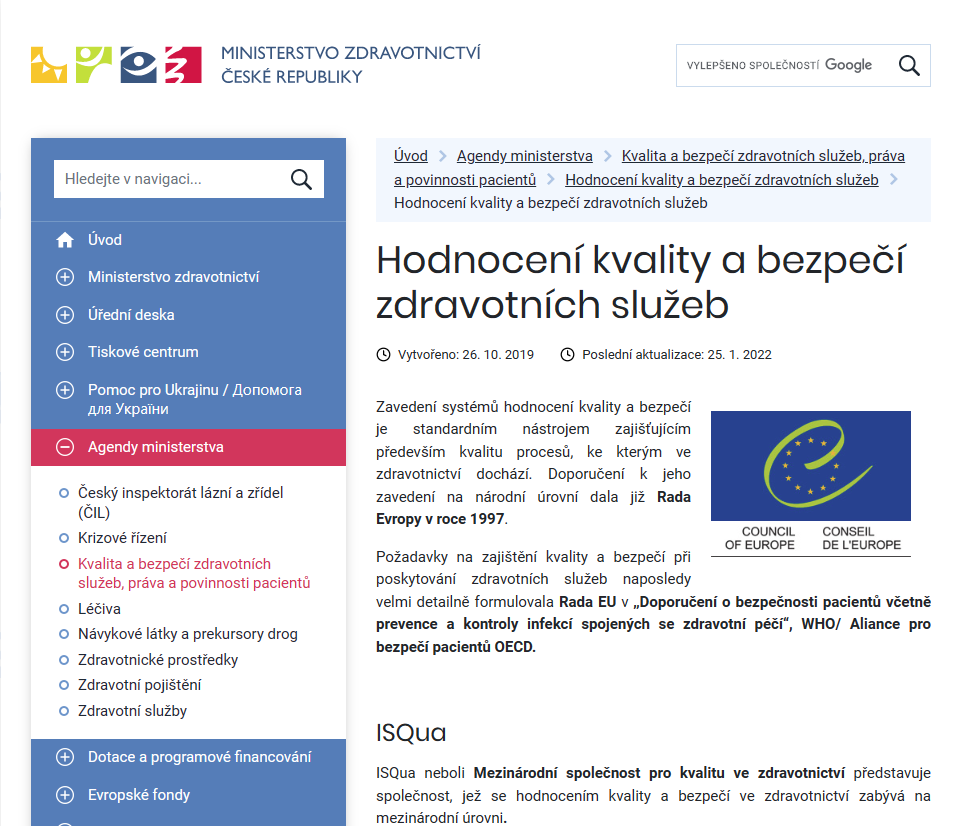 MINISTERSTVO ZDRAVOTNICTVÍ
ČESKÉ REPUBLIKY
VYLEPŠENO SPOLEČNOSTÍ Google
Hledejte v navigaci...
Úvod
Ministerstvo zdravotnictví
Úřední deska
Tiskové centrum
Pomoc pro Ukrajinu / Допомога
для України
Agendy ministerstva
Český inspektorát lázní a zřídel
(ČIL)
Krizové řízení
Kvalita a bezpečí zdravotních
služeb, práva a povinnosti pacientů
Léčiva
Návykové látky a prekursory drog
Zdravotnické prostředky
Zdravotní pojištění
Zdravotní služby
Dotace a programové financování
Evropské fondy
Úvod > Agendy ministerstva > Kvalita a bezpečí zdravotních služeb, práva
a povinnosti pacientů > Hodnocení kvality a bezpečí zdravotních služeb >
Hodnocení kvality a bezpečí zdravotních služeb
Hodnocení kvality a bezpečí
zdravotních služeb
Vytvořeno: 26. 10. 2019 Poslední aktualizace: 25. 1. 2022
Zavedení systémů hodnocení kvality a bezpečí
je standardním nástrojem zajišťujícím
především kvalitu procesů, ke kterým ve
zdravotnictví dochází. Doporučení k jeho
zavedení na národní úrovní dala již Rada
Evropy v roce 1997.
COUNCIL CONSEIL
OF EUROPE DE L'EUROPE
Požadavky na zajištění kvality a bezpečí při
poskytování zdravotních služeb naposledy
velmi detailně formulovala Rada EU v „Doporučení o bezpečnosti pacientů včetně
prevence a kontroly infekcí spojených se zdravotní péčí“, WHO/ Aliance pro
bezpečí pacientů OECD.
ISQua
ISQua neboli Mezinárodní společnost pro kvalitu ve zdravotnictví představuje
společnost, jež se hodnocením kvality a bezpečí ve zdravotnictví zabývá na
mezinárodní úrovni.